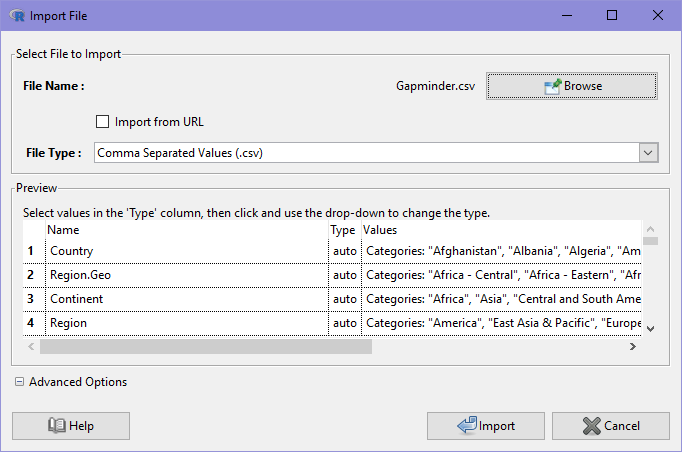 Import File
Select File to Import
File Name : Gapminder.csv Browse
Import from URL
File Type : Comma Separated Values (.csv)
Preview
Select values in the 'Type' column, then click and use the drop-down to change the type.
Name Type Values
1 Country auto Categories: "Afghanistan", "Albania", "Algeria", "Am
2 Region.Geo auto Categories: "Africa - Central", "Africa - Eastern", "Afr
3 Continent auto Categories: "Africa", "Asia", "Central and South Ame
4 Region auto Categories: "America", "East Asia & Pacific", "Europe
Advanced Options
Help Import Cancel